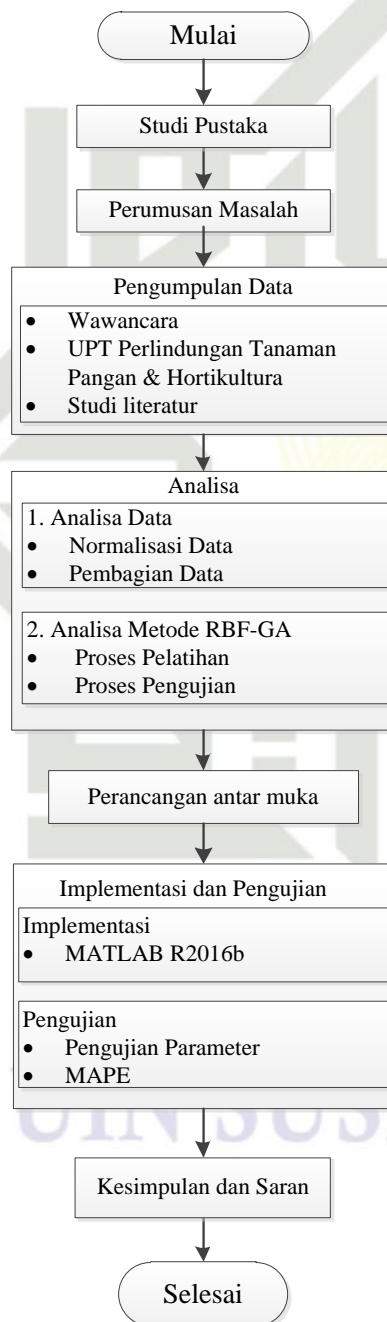 Mulai
Studi Pustaka
Perumusan Masalah
Pengumpulan Data
• Wawancara
• UPT Perlindungan Tanaman
Pangan & Hortikultura
• Studi literatur
Analisa
1. Analisa Data
• Normalisasi Data
• Pembagian Data
2. Analisa Metode RBF-GA
• Proses Pelatihan
• Proses Pengujian
Perancangan antar muka
Implementasi dan Pengujian
Implementasi
• MATLAB R2016b
Pengujian
• Pengujian Parameter
• MAPE
UIN SUS
Kesimpulan dan Saran
Selesai